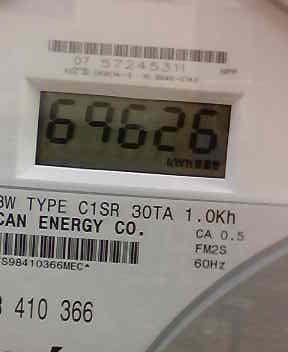 07 57245311
69626
kWh
3W TYPE C1SR 30TA 1.0Kh
CAN ENERGY CO.
CA 0.5
FM2S
60Hz
S98410366MEC*
410 366